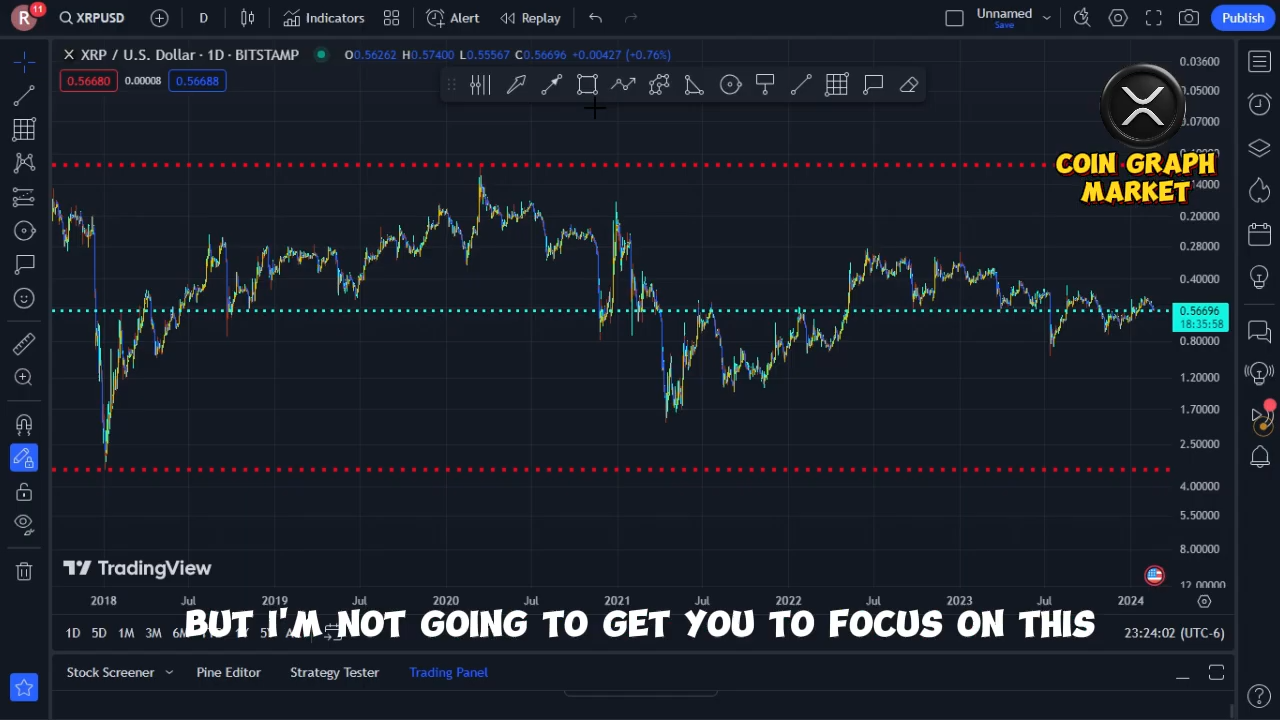 R
11
XRPUSD
D
Indicators
Alert
Replay
Unnamed
Save
Publish
XRP / U.S. Dollar · 1D · BITSTAMP
O0.56262 H0.57400 L0.55567 C0.56696 +0.00427 (+0.76%)
0.56680
0.00008
0.56688
COIN GRAPH
MARKET
0.03600
0.14000
0.20000
0.28000
0.40000
0.56696
18:35:58
0.80000
1.20000
1.70000
2.50000
4.00000
5.50000
8.00000
12.00000
TradingView
2018
Jul
2019
Jul
2020
Jul
2021
Jul
2022
Jul
2023
Jul
2024
BUT I'M NOT GOING TO GET YOU TO FOCUS ON THIS
1D 5D 1M 3M
23:24:02 (UTC-6)
Stock Screener
Pine Editor
Strategy Tester
Trading Panel